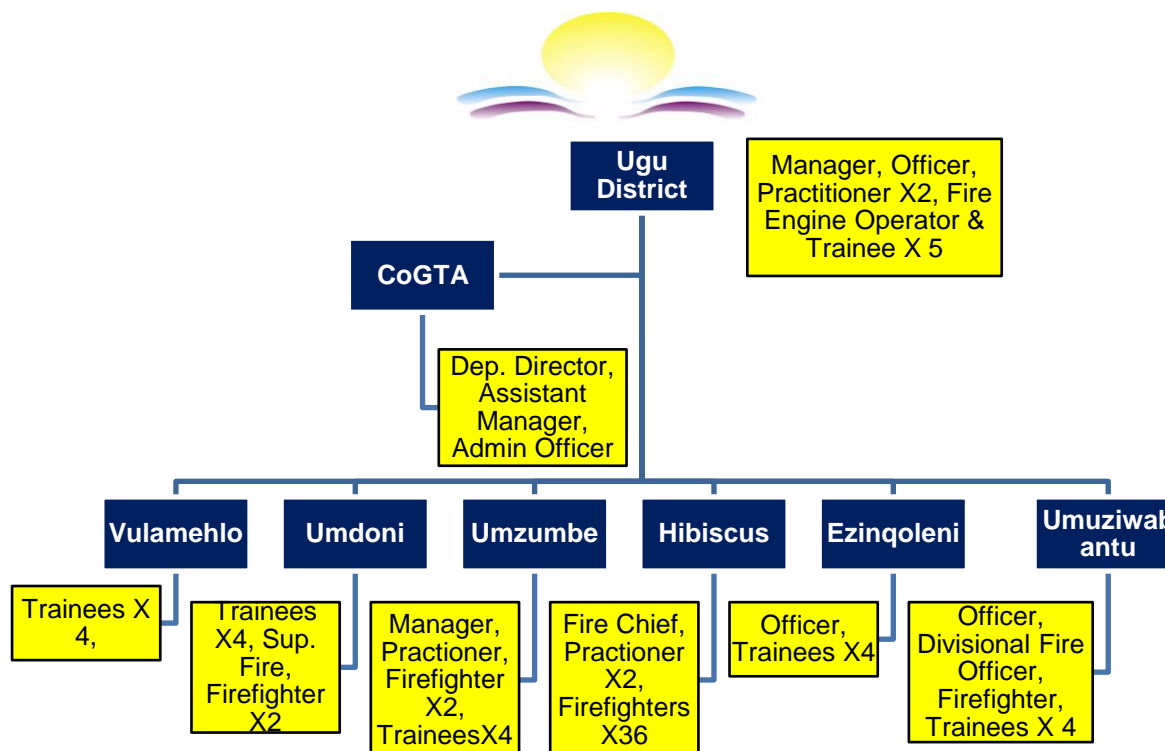 Ugu
District
Manager, Officer,
Practitioner X2, Fire
Engine Operator &
Trainee X 5
CoGTA
Dep. Director,
Assistant
Manager,
Admin Officer
Vulamehlo
Umdoni
Umzumbe
Hibiscus
Ezinqoleni
Umuziwab
antu
Trainees X
4,
Trainees
X4, Sup.
Fire,
Firefighter
X2
Manager,
Practioner,
Firefighter
X2,
TraineesX4
Fire Chief,
Practioner
X2,
Firefighters
X36
Officer,
Trainees X4
Officer,
Divisional Fire
Officer,
Firefighter,
Trainees X 4